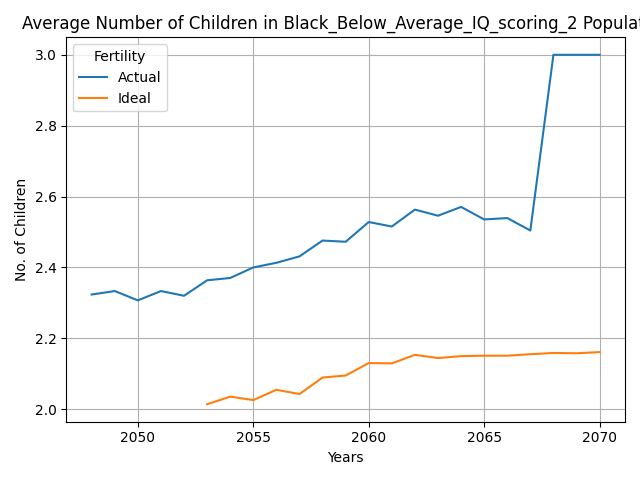 Average Number of Children in Black_Below_Average_IQ_scoring_2 Populat
Fertility
Actual
Ideal
3.0
2.8
2.6
2.4
2.2
2.0
No. of Children
2050 2055 2060 2065 2070
Years